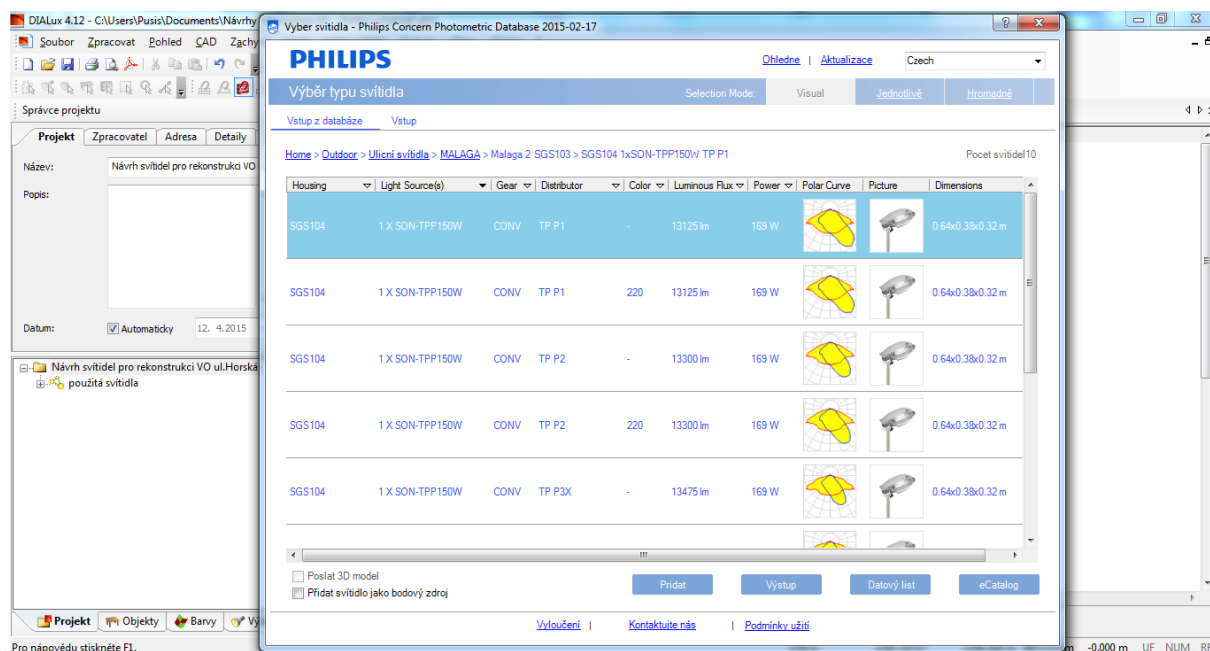 DIALux 4.12 - C:\Users\Pusis\Documents\Návrhy
Soubor Zpracovat Pohled CAD Zachy
Správce projektu
Projekt Zpracovatel Adresa Detaily
Název: Návrh svítidel pro rekonstrukci VO
Popis:
Datum: Automaticky 12. 4.2015
Návrh svítidel pro rekonstrukci VO ul.Horská
použitá svítidla
Projekt Objekty Barvy Vý
Pro nápovědu stiskněte F1.
Vyber svitidla - Philips Concern Photometric Database 2015-02-17
PHILIPS
Ohledne | Aktualizace Czech
Výběr typu svítidla Selection Mode: Visual Jednotlivě Hromadně
Vstup z databáze Vstup
Home > Outdoor > Ulicní svítidla > MALAGA > Malaga 2 SGS103 > SGS104 1xSON-TPP150W TP P1 Pocet svitidel10
Housing Light Source(s) Gear Distributor Color Luminous Flux Power Polar Curve Picture Dimensions
SGS104 1 X SON-TPP150W CONV TP P1 - 13125 lm 169 W 0.64x0.38x0.32 m
SGS104 1 X SON-TPP150W CONV TP P1 220 13125 lm 169 W 0.64x0.38x0.32 m
SGS104 1 X SON-TPP150W CONV TP P2 - 13300 lm 169 W 0.64x0.38x0.32 m
SGS104 1 X SON-TPP150W CONV TP P2 220 13300 lm 169 W 0.64x0.38x0.32 m
SGS104 1 X SON-TPP150W CONV TP P3X - 13475 lm 169 W 0.64x0.38x0.32 m
Poslat 3D model
Přidat svítidlo jako bodový zdroj
Pridat Výstup Datový list eCatalog
Vyloučení | Kontaktujte nás | Podmínky užití
m -0.000 m UF NUM